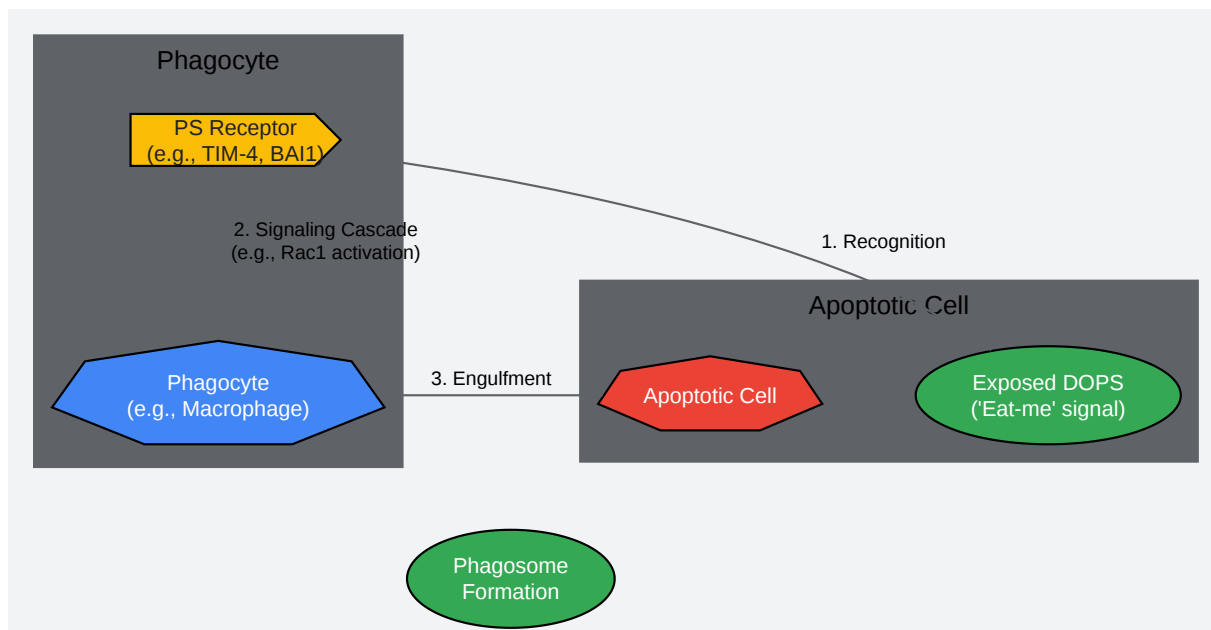 Phagocyte
PS Receptor
(e.g., TIM-4, BAI1)
2. Signaling Cascade
(e.g., Rac1 activation)
1. Recognition
Apoptotic Cell
Phagocyte
(e.g., Macrophage)
3. Engulfment
Apoptotic Cell
Exposed DOPS
('Eat-me' signal)
Phagosome
Formation